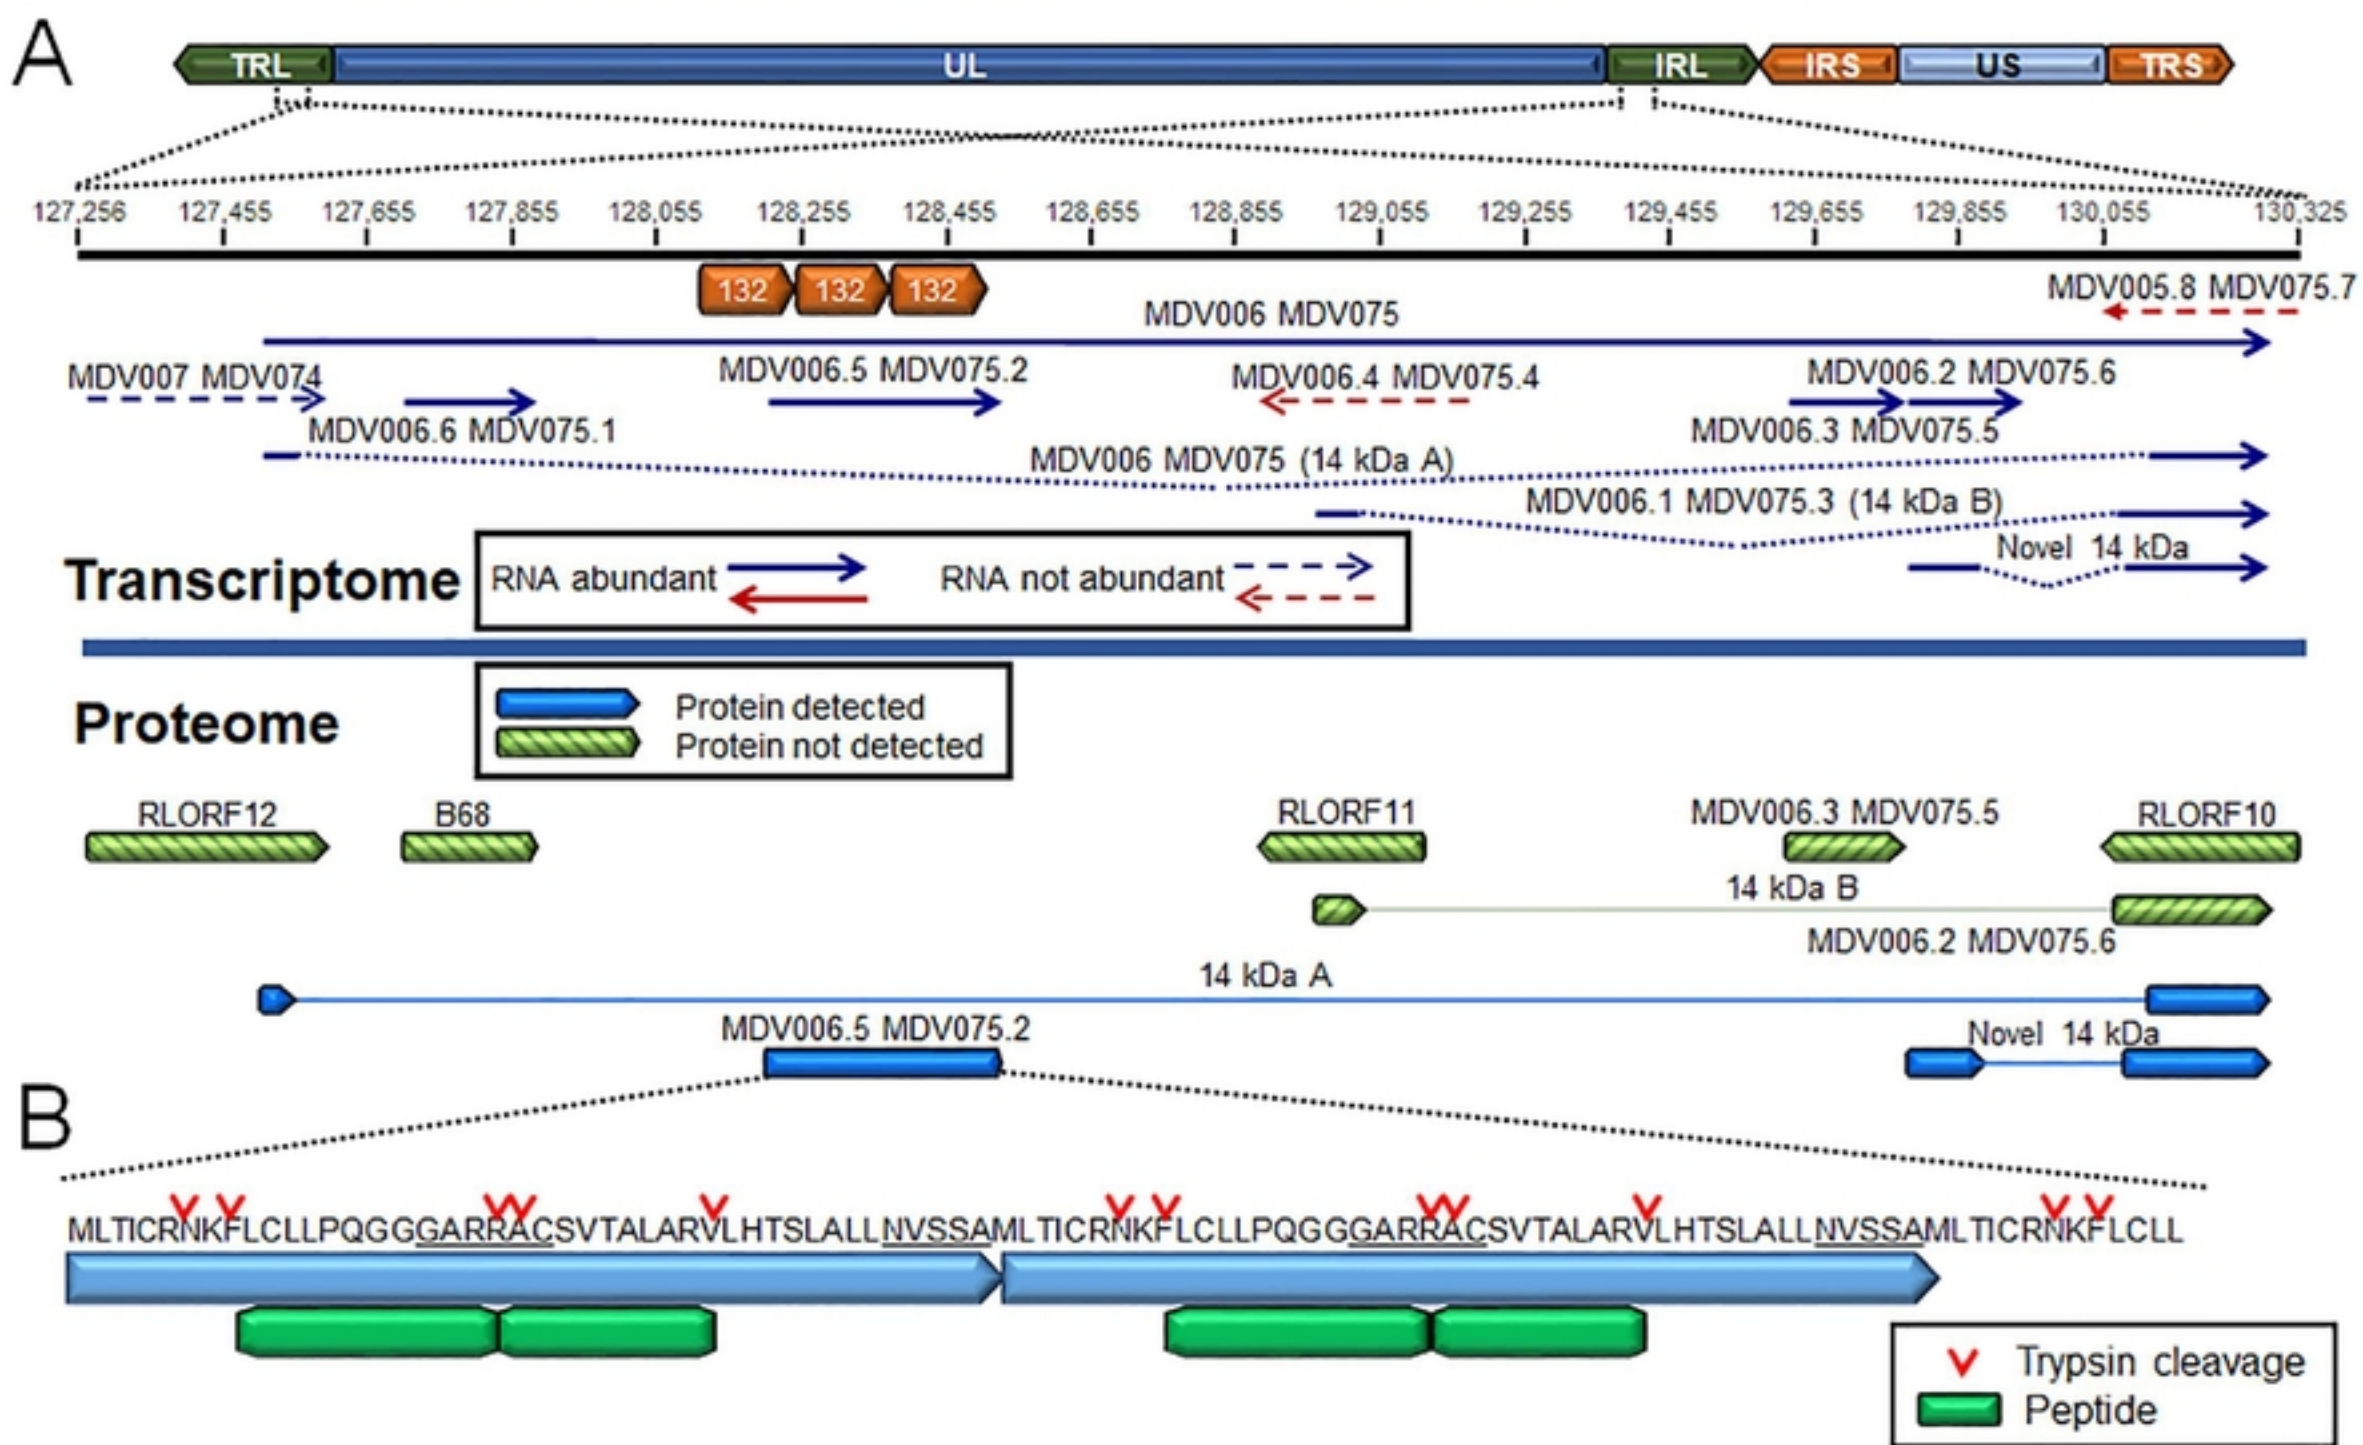 A
TRL UL IRL IRS US TRS
127,256 127,455 127,655 127,855 128,055 128,255 128,455 128,655 128,855 129,055 129,255 129,455 129,655 129,855 130,055 130,325
132 132 132
MDV005.8 MDV075.7
MDV006 MDV075
MDV007 MDV074 MDV006.5 MDV075.2 MDV006.4 MDV075.4 MDV006.2 MDV075.6
MDV006.6 MDV075.1 MDV006.3 MDV075.5
MDV006 MDV075 (14 kDa A)
MDV006.1 MDV075.3 (14 kDa B)
Novel 14 kDa
Transcriptome RNA abundant RNA not abundant
Proteome
Protein detected
Protein not detected
RLORF12 B68 RLORF11 MDV006.3 MDV075.5 RLORF10
14 kDa B
MDV006.2 MDV075.6
14 kDa A
MDV006.5 MDV075.2 Novel 14 kDa
B
MLTICRNKFLCLLPQGGGGARRACSVTALARVLHTSLALLNVSSAMLTICRNKFLCLLPQGGGGARRACSVTALARVLHTSLALLNVSSAMLTICRNKFLCLL
Trypsin cleavage
Peptide